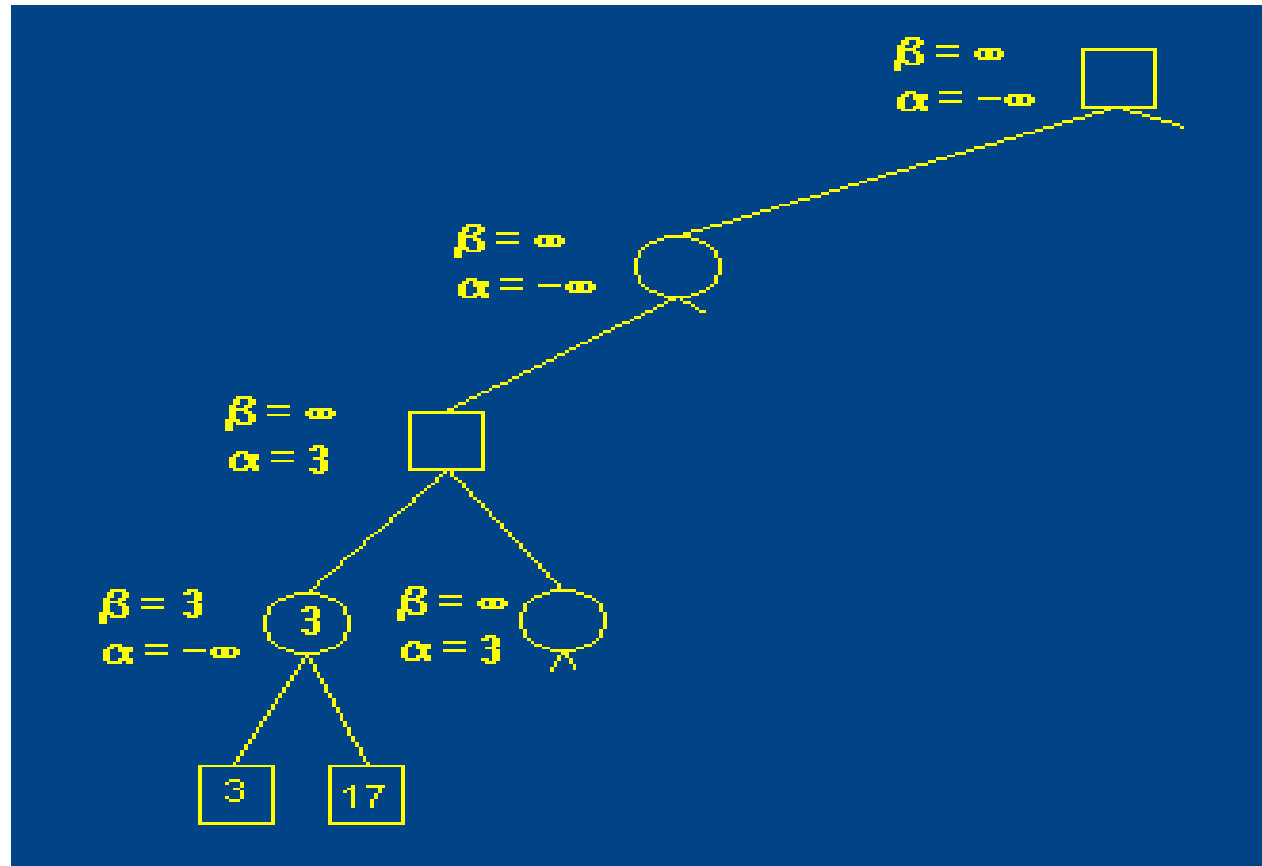 β = ∞
α = −∞
β = ∞
α = −∞
β = ∞
α = 3
β = 3
α = −∞
3
β = ∞
α = 3
3
17